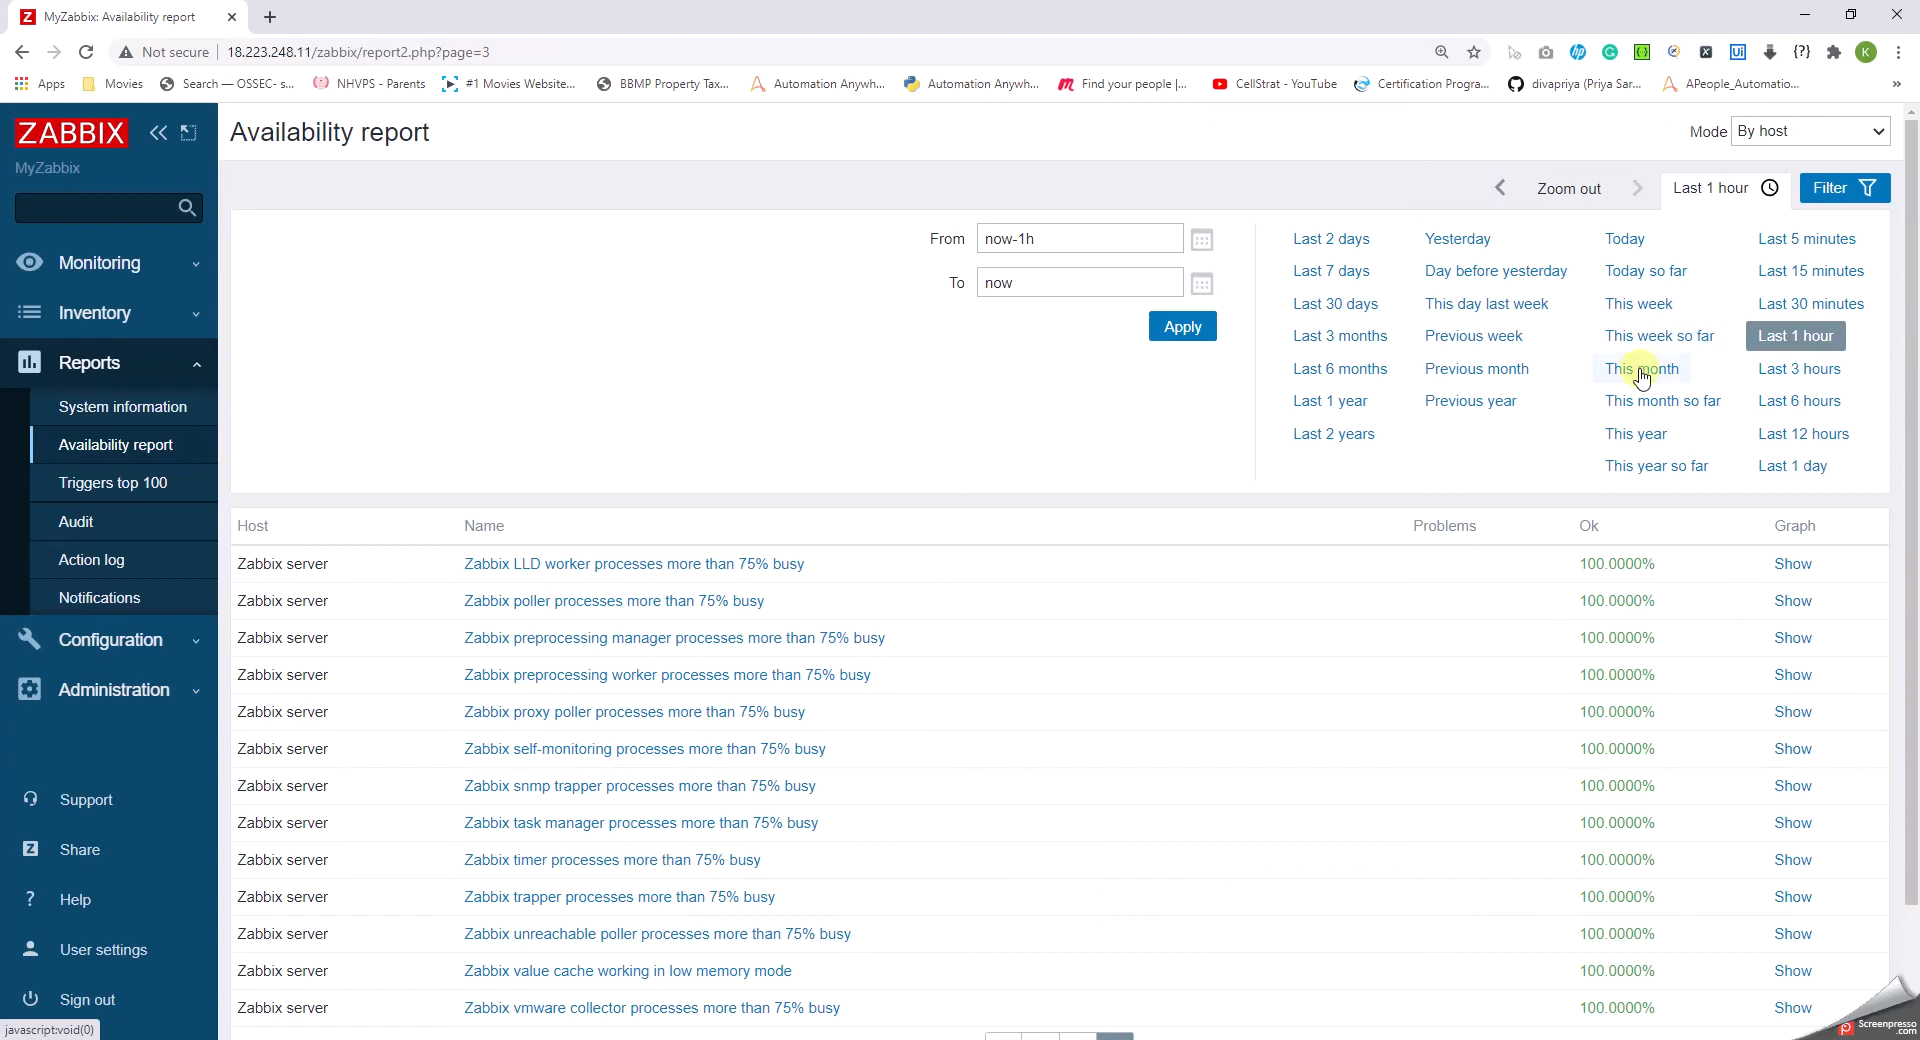 MyZabbix: Availability report
Not secure 18.223.248.11/zabbix/report2.php?page=3
Apps Movies Search — OSSEC- s... NHVPS - Parents #1 Movies Website... BBMP Property Tax... Automation Anywh... Automation Anywh... Find your people |... CellStrat - YouTube Certification Progra... divapriya (Priya Sar... APeople_Automatio... »
ZABBIX
MyZabbix
Monitoring
Inventory
Reports
System information
Availability report
Triggers top 100
Audit
Action log
Notifications
Configuration
Administration
Support
Share
Help
User settings
Sign out
javascript:void(0)
Availability report
Mode By host
Zoom out Last 1 hour Filter
From now-1h
To now
Apply
Last 2 days Yesterday Today Last 5 minutes
Last 7 days Day before yesterday Today so far Last 15 minutes
Last 30 days This day last week This week Last 30 minutes
Last 3 months Previous week This week so far Last 1 hour
Last 6 months Previous month This month Last 3 hours
Last 1 year Previous year This month so far Last 6 hours
Last 2 years This year Last 12 hours
This year so far Last 1 day
Host Name Problems Ok Graph
Zabbix server Zabbix LLD worker processes more than 75% busy 100.0000% Show
Zabbix server Zabbix poller processes more than 75% busy 100.0000% Show
Zabbix server Zabbix preprocessing manager processes more than 75% busy 100.0000% Show
Zabbix server Zabbix preprocessing worker processes more than 75% busy 100.0000% Show
Zabbix server Zabbix proxy poller processes more than 75% busy 100.0000% Show
Zabbix server Zabbix self-monitoring processes more than 75% busy 100.0000% Show
Zabbix server Zabbix snmp trapper processes more than 75% busy 100.0000% Show
Zabbix server Zabbix task manager processes more than 75% busy 100.0000% Show
Zabbix server Zabbix timer processes more than 75% busy 100.0000% Show
Zabbix server Zabbix trapper processes more than 75% busy 100.0000% Show
Zabbix server Zabbix unreachable poller processes more than 75% busy 100.0000% Show
Zabbix server Zabbix value cache working in low memory mode 100.0000% Show
Zabbix server Zabbix vmware collector processes more than 75% busy 100.0000% Show
Screenpresso
.com